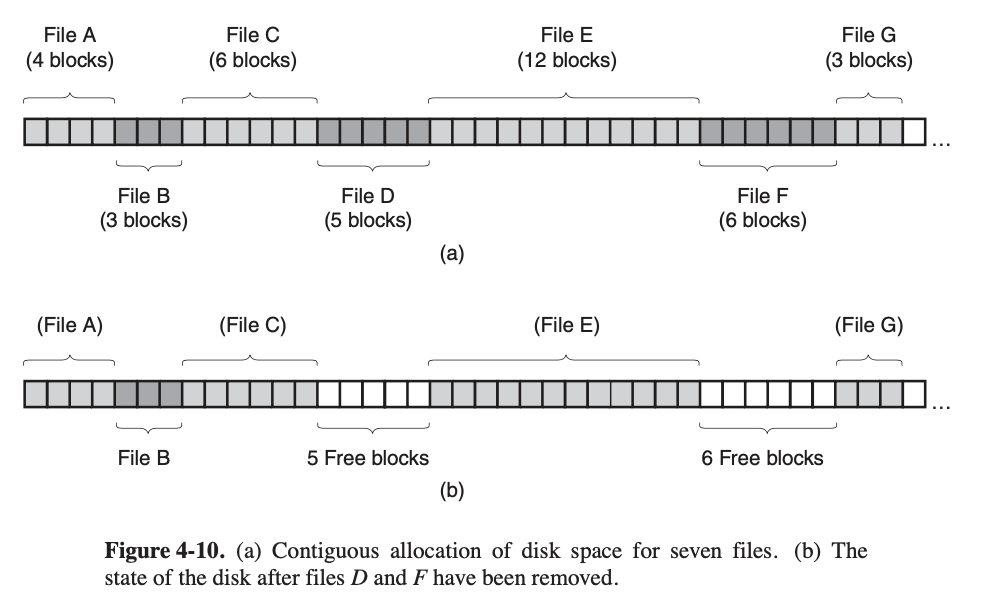 File A
(4 blocks)
File C
(6 blocks)
File E
(12 blocks)
File G
(3 blocks)
...
File B
(3 blocks)
File D
(5 blocks)
File F
(6 blocks)
(a)
(File A)
(File C)
(File E)
(File G)
...
File B
5 Free blocks
6 Free blocks
(b)
Figure 4-10. (a) Contiguous allocation of disk space for seven files. (b) The
state of the disk after files D and F have been removed.